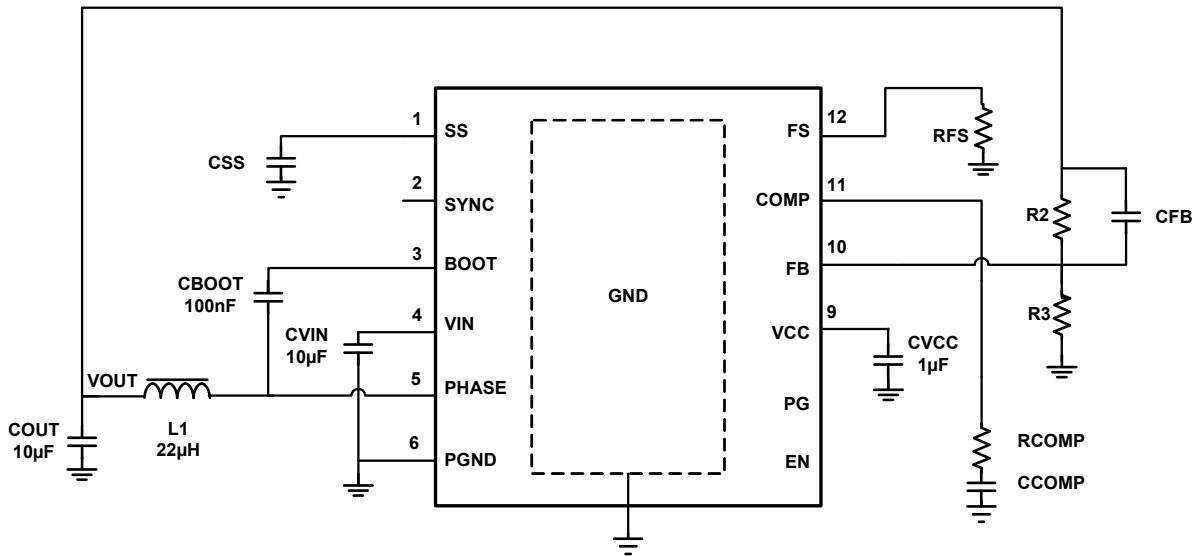 1
SS
CSS
2
SYNC
3
BOOT
CBOOT
100nF
4
VIN
CVIN
10µF
5
PHASE
VOUT
L1
22µH
COUT
10µF
6
PGND
GND
12
FS
RFS
11
COMP
10
FB
R2
CFB
R3
9
VCC
CVCC
1µF
PG
EN
RCOMP
CCOMP